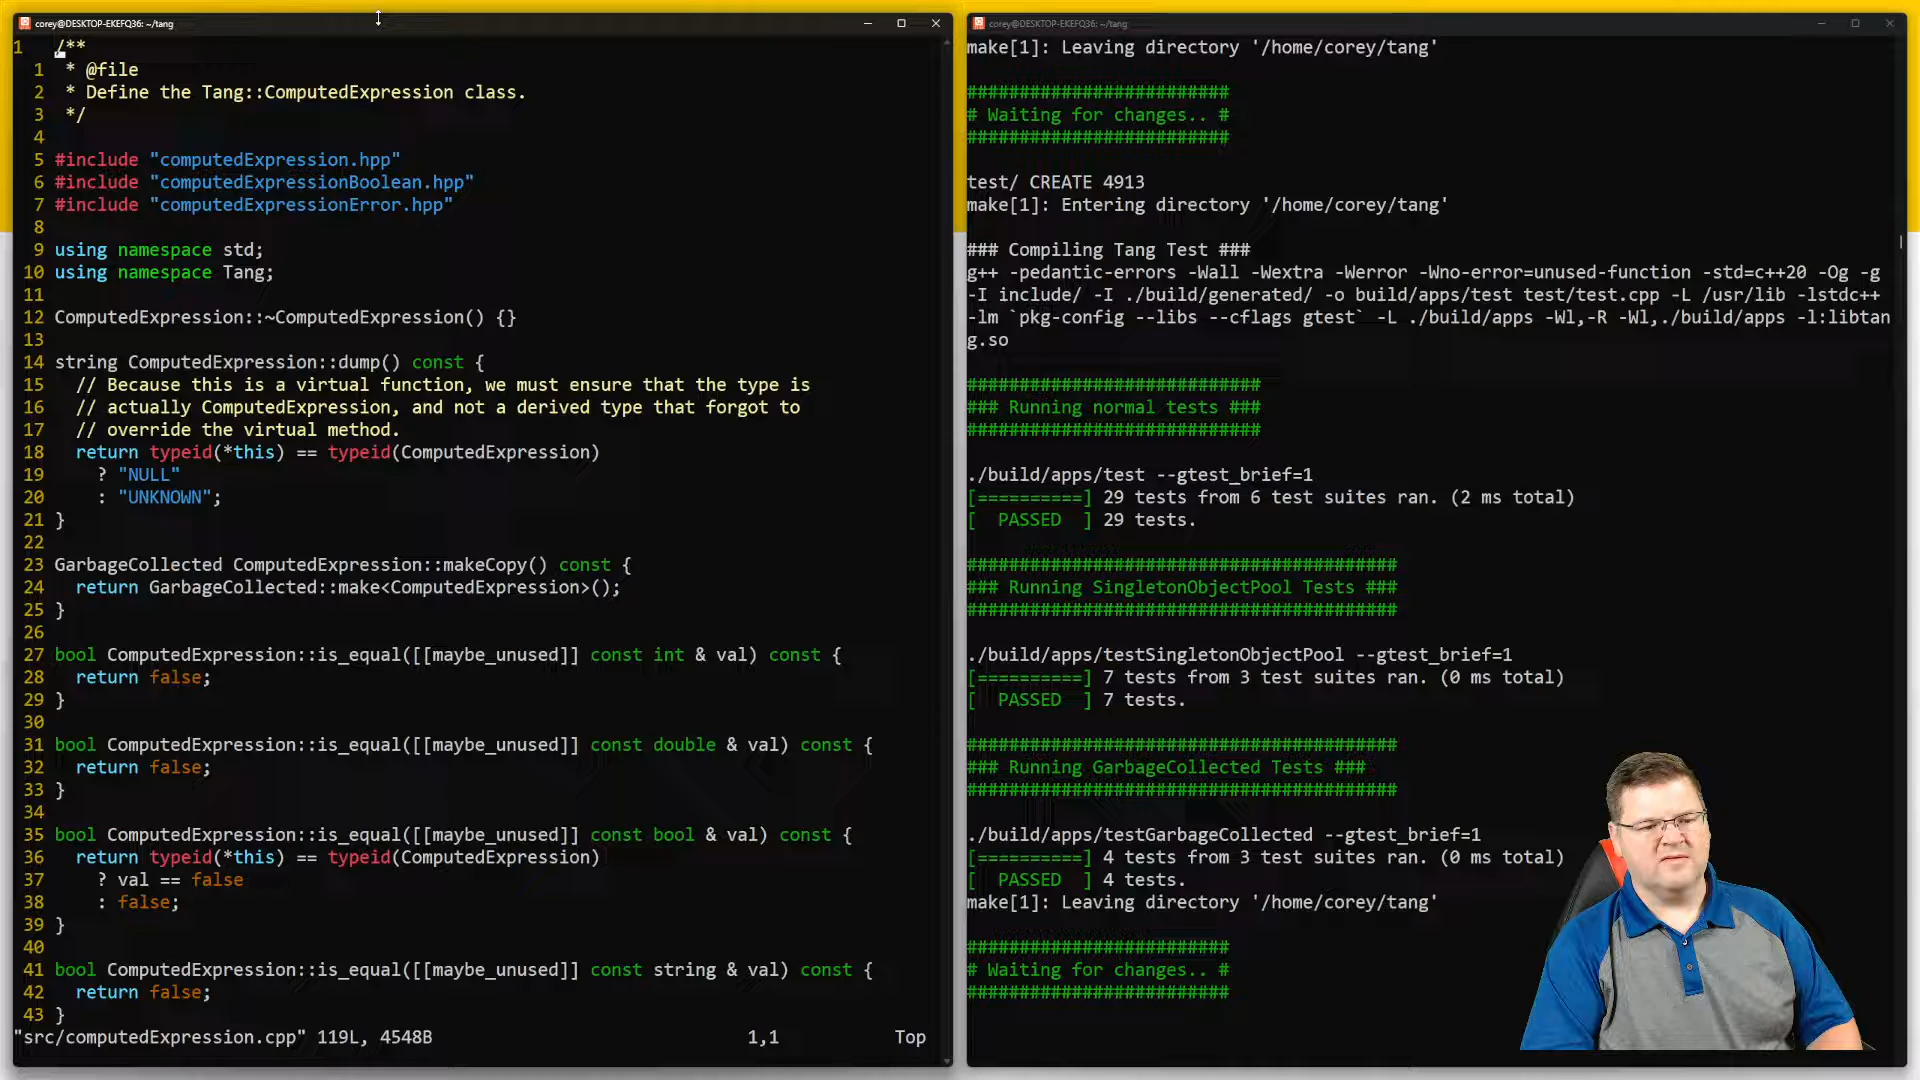 corey@DESKTOP-EKEFQ36: ~/tang
1 /**
1 * @file
2 * Define the Tang::ComputedExpression class.
3 */
4
5 #include "computedExpression.hpp"
6 #include "computedExpressionBoolean.hpp"
7 #include "computedExpressionError.hpp"
8
9 using namespace std;
10 using namespace Tang;
11
12 ComputedExpression::~ComputedExpression() {}
13
14 string ComputedExpression::dump() const {
15 // Because this is a virtual function, we must ensure that the type is
16 // actually ComputedExpression, and not a derived type that forgot to
17 // override the virtual method.
18 return typeid(*this) == typeid(ComputedExpression)
19 ? "NULL"
20 : "UNKNOWN";
21 }
22
23 GarbageCollected ComputedExpression::makeCopy() const {
24 return GarbageCollected::make<ComputedExpression>();
25 }
26
27 bool ComputedExpression::is_equal([[maybe_unused]] const int & val) const {
28 return false;
29 }
30
31 bool ComputedExpression::is_equal([[maybe_unused]] const double & val) const {
32 return false;
33 }
34
35 bool ComputedExpression::is_equal([[maybe_unused]] const bool & val) const {
36 return typeid(*this) == typeid(ComputedExpression)
37 ? val == false
38 : false;
39 }
40
41 bool ComputedExpression::is_equal([[maybe_unused]] const string & val) const {
42 return false;
43 }
"src/computedExpression.cpp" 119L, 4548B 1,1 Top
corey@DESKTOP-EKEFQ36: ~/tang
make[1]: Leaving directory '/home/corey/tang'
#########################
# Waiting for changes.. #
#########################
test/ CREATE 4913
make[1]: Entering directory '/home/corey/tang'
### Compiling Tang Test ###
g++ -pedantic-errors -Wall -Wextra -Werror -Wno-error=unused-function -std=c++20 -Og -g
-I include/ -I ./build/generated/ -o build/apps/test test/test.cpp -L /usr/lib -lstdc++
-lm `pkg-config --libs --cflags gtest` -L ./build/apps -Wl,-R -Wl,./build/apps -l:libtan
g.so
############################
### Running normal tests ###
############################
./build/apps/test --gtest_brief=1
[==========] 29 tests from 6 test suites ran. (2 ms total)
[  PASSED  ] 29 tests.
#########################################
### Running SingletonObjectPool Tests ###
#########################################
./build/apps/testSingletonObjectPool --gtest_brief=1
[==========] 7 tests from 3 test suites ran. (0 ms total)
[  PASSED  ] 7 tests.
#########################################
### Running GarbageCollected Tests ###
#########################################
./build/apps/testGarbageCollected --gtest_brief=1
[==========] 4 tests from 3 test suites ran. (0 ms total)
[  PASSED  ] 4 tests.
make[1]: Leaving directory '/home/corey/tang'
#########################
# Waiting for changes.. #
#########################